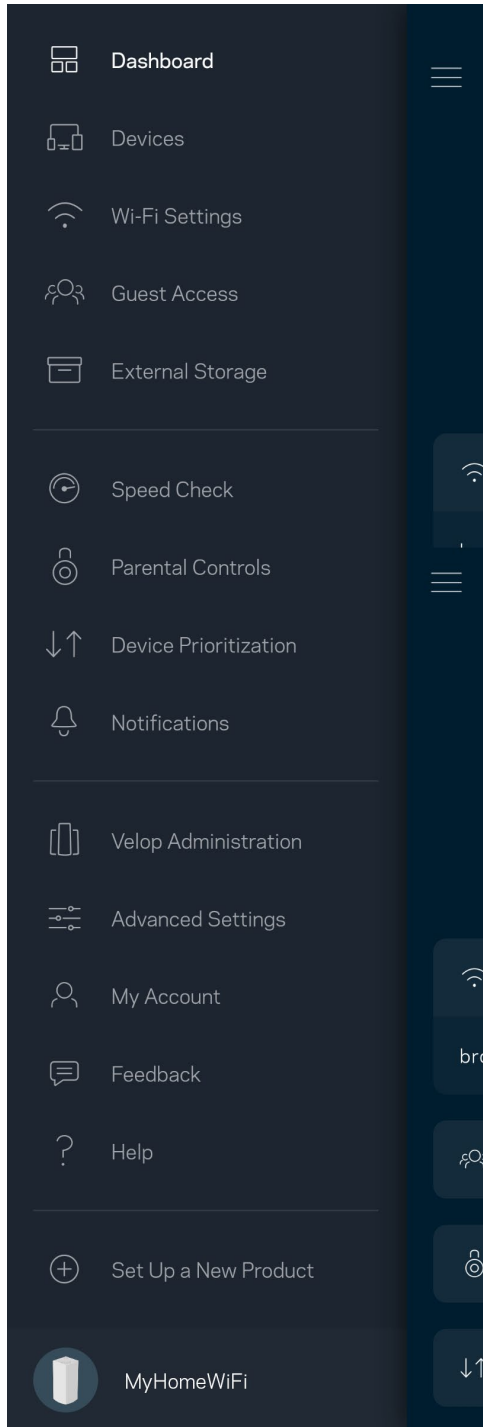 Dashboard
Devices
Wi-Fi Settings
Guest Access
External Storage
Speed Check
Parental Controls
Device Prioritization
Notifications
Velop Administration
Advanced Settings
My Account
Feedback
Help
Set Up a New Product
MyHomeWiFi